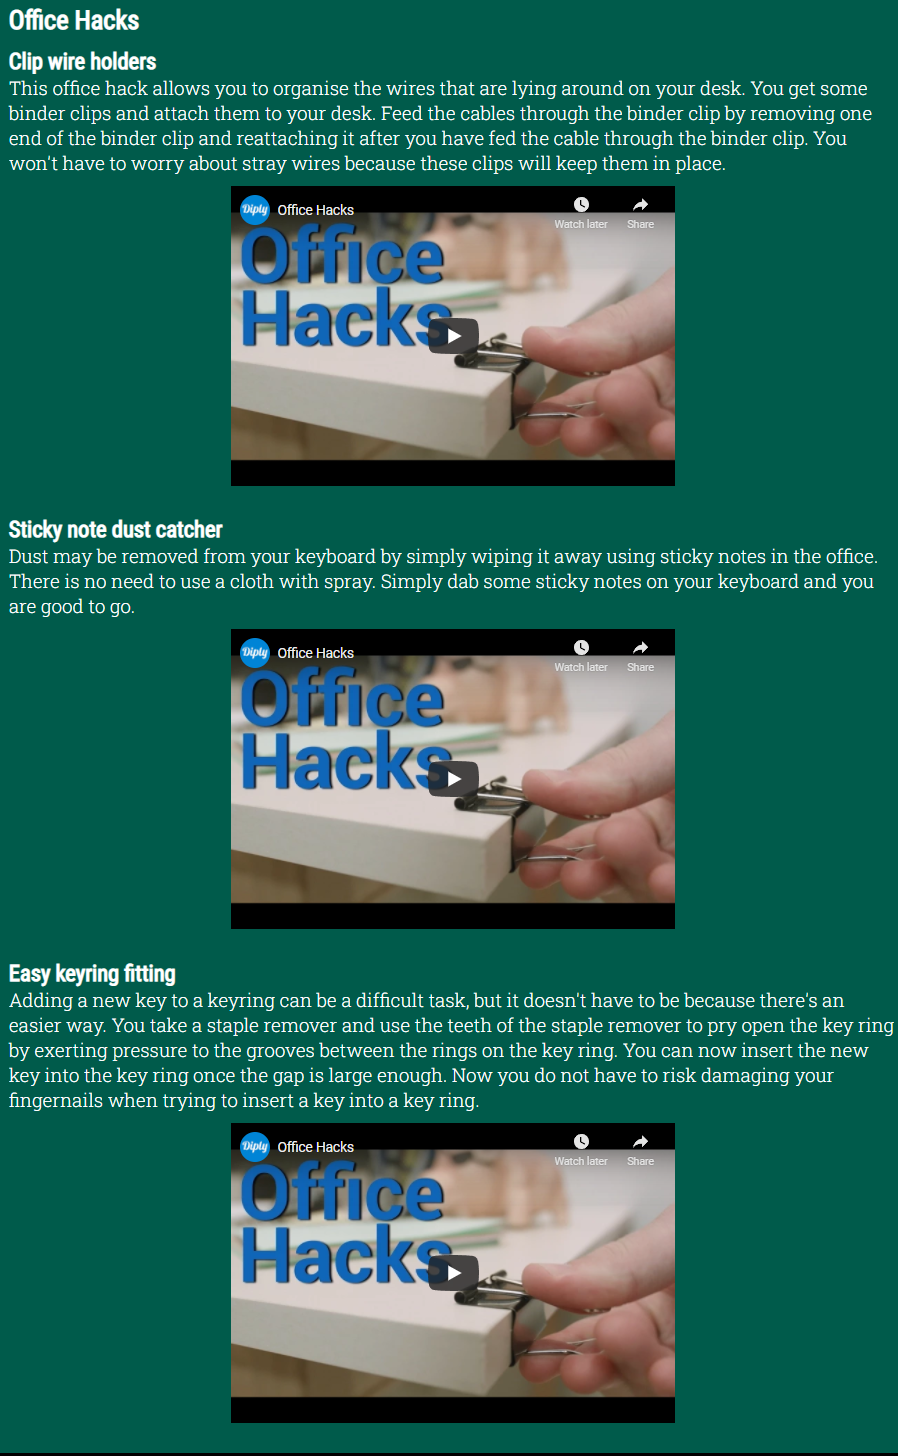 Office Hacks
Clip wire holders
This office hack allows you to organise the wires that are lying around on your desk. You get some
binder clips and attach them to your desk. Feed the cables through the binder clip by removing one
end of the binder clip and reattaching it after you have fed the cable through the binder clip. You
won't have to worry about stray wires because these clips will keep them in place.
Diply Office Hacks
Watch later Share
Office
Hacks
Sticky note dust catcher
Dust may be removed from your keyboard by simply wiping it away using sticky notes in the office.
There is no need to use a cloth with spray. Simply dab some sticky notes on your keyboard and you
are good to go.
Diply Office Hacks
Watch later Share
Office
Hacks
Easy keyring fitting
Adding a new key to a keyring can be a difficult task, but it doesn't have to be because there's an
easier way. You take a staple remover and use the teeth of the staple remover to pry open the key ring
by exerting pressure to the grooves between the rings on the key ring. You can now insert the new
key into the key ring once the gap is large enough. Now you do not have to risk damaging your
fingernails when trying to insert a key into a key ring.
Diply Office Hacks
Watch later Share
Office
Hacks